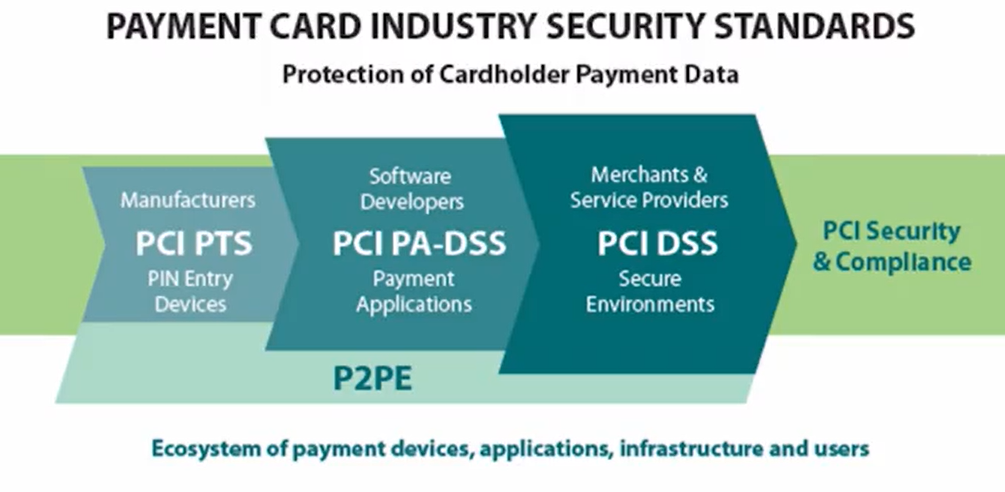 PAYMENT CARD INDUSTRY SECURITY STANDARDS
Protection of Cardholder Payment Data
Manufacturers
PCI PTS
PIN Entry
Devices
Software
Developers
PCI PA-DSS
Payment
Applications
Merchants &
Service Providers
PCI DSS
Secure
Environments
PCI Security
& Compliance
P2PE
Ecosystem of payment devices, applications, infrastructure and users